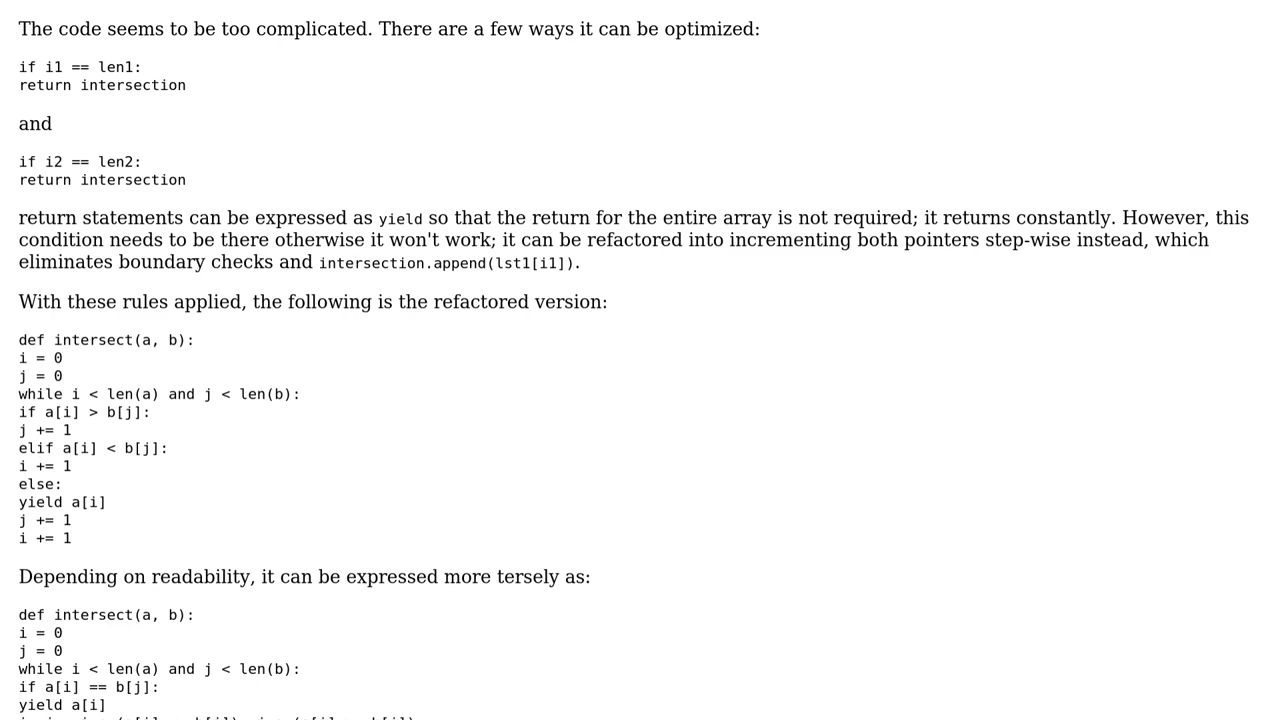 The code seems to be too complicated. There are a few ways it can be optimized:
if i1 == len1:
return intersection
and
if i2 == len2:
return intersection
return statements can be expressed as yield so that the return for the entire array is not required; it returns constantly. However, this
condition needs to be there otherwise it won't work; it can be refactored into incrementing both pointers step-wise instead, which
eliminates boundary checks and intersection.append(lst1[i1]).
With these rules applied, the following is the refactored version:
def intersect(a, b):
i = 0
j = 0
while i < len(a) and j < len(b):
if a[i] > b[j]:
j += 1
elif a[i] < b[j]:
i += 1
else:
yield a[i]
j += 1
i += 1
Depending on readability, it can be expressed more tersely as:
def intersect(a, b):
i = 0
j = 0
while i < len(a) and j < len(b):
if a[i] == b[j]:
yield a[i]